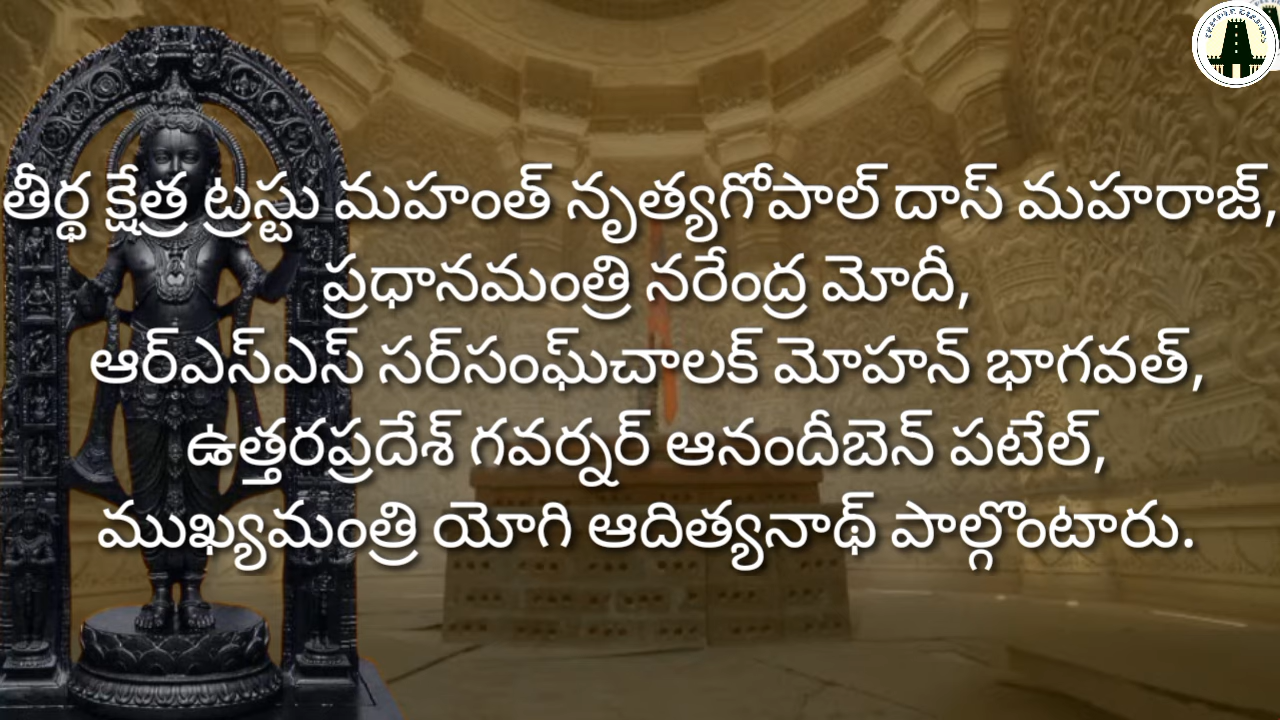 తీర్థ క్షేత్ర ట్రస్టు మహంత్ నృత్యగోపాల్ దాస్ మహరాజ్,
ప్రధానమంత్రి నరేంద్ర మోదీ,
ఆర్ఎస్ఎస్ సర్‌సంఘ్‌చాలక్ మోహన్ భాగవత్,
ఉత్తరప్రదేశ్ గవర్నర్ ఆనందీబెన్ పటేల్,
ముఖ్యమంత్రి యోగి ఆదిత్యనాథ్ పాల్గొంటారు.